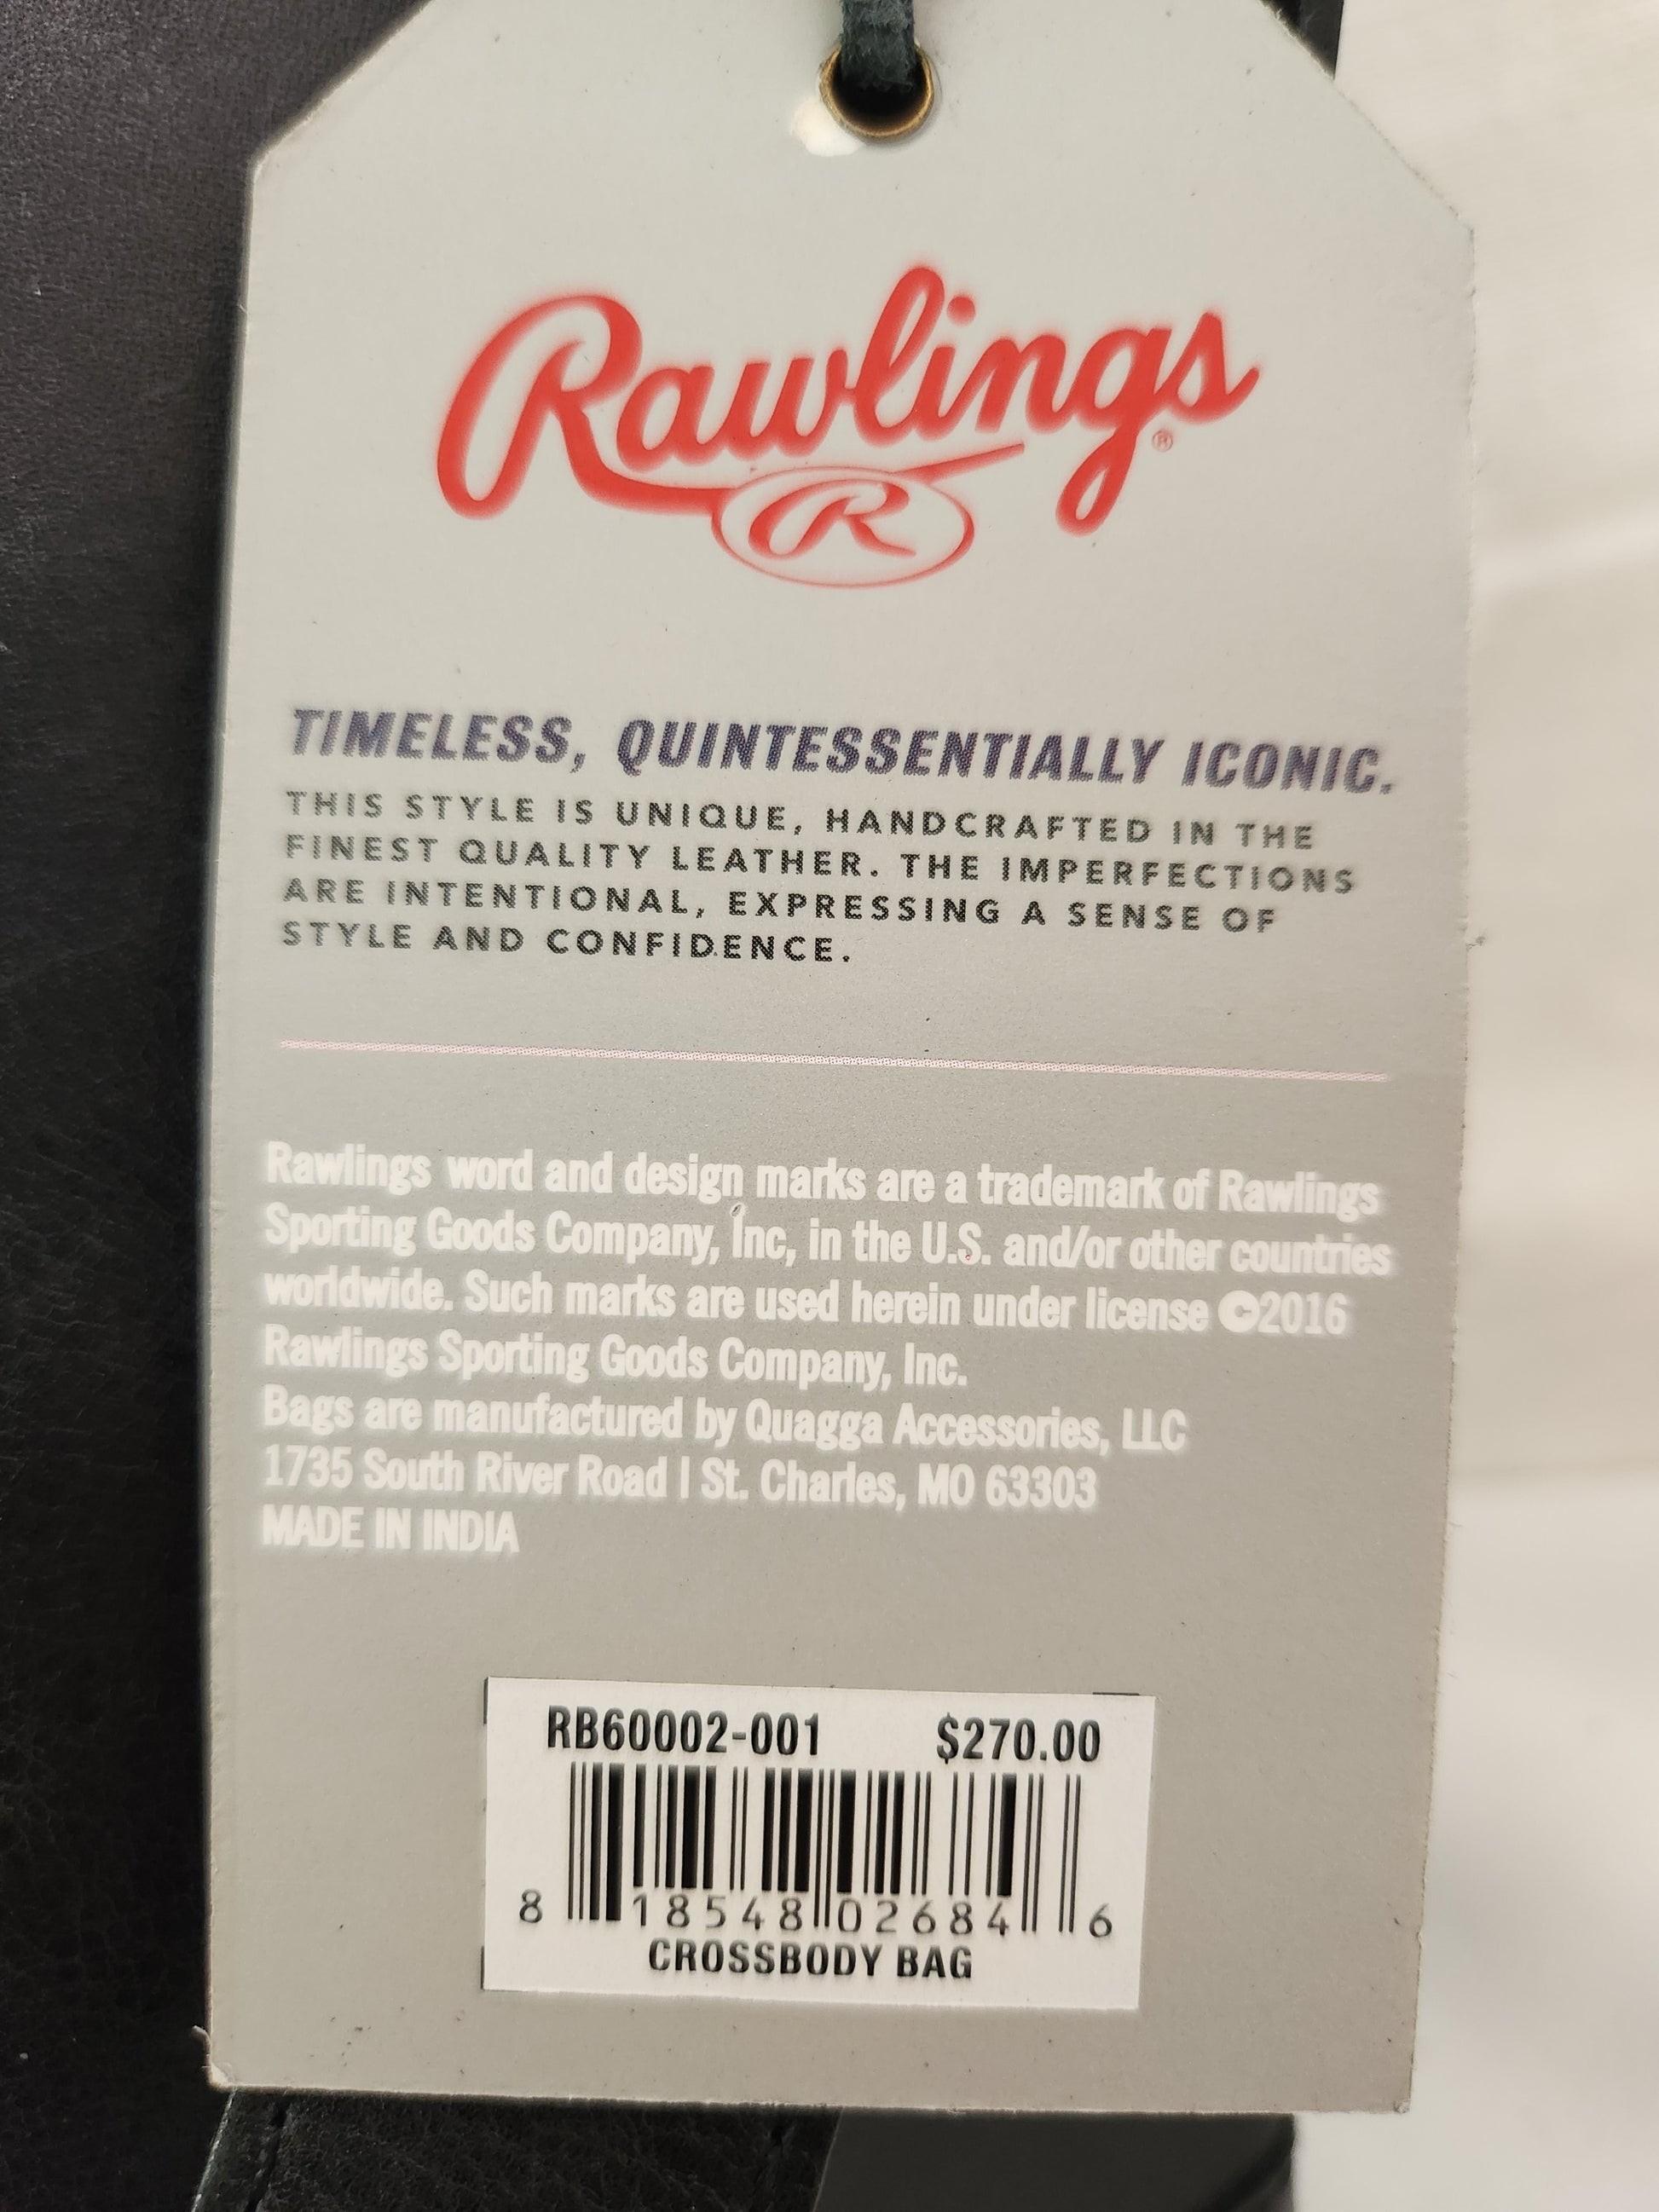 Rawlings®
R
TIMELESS, QUINTESSENTIALLY ICONIC.
THIS STYLE IS UNIQUE, HANDCRAFTED IN THE
FINEST QUALITY LEATHER. THE IMPERFECTIONS
ARE INTENTIONAL, EXPRESSING A SENSE OF
STYLE AND CONFIDENCE.
Rawlings word and design marks are a trademark of Rawlings
Sporting Goods Company, Inc, in the U.S. and/or other countries
worldwide. Such marks are used herein under license ©2016
Rawlings Sporting Goods Company, Inc.
Bags are manufactured by Quagga Accessories, LLC
1735 South River Road | St. Charles, MO 63303
MADE IN INDIA
RB60002-001 $270.00
8 18548 02684 6
CROSSBODY BAG